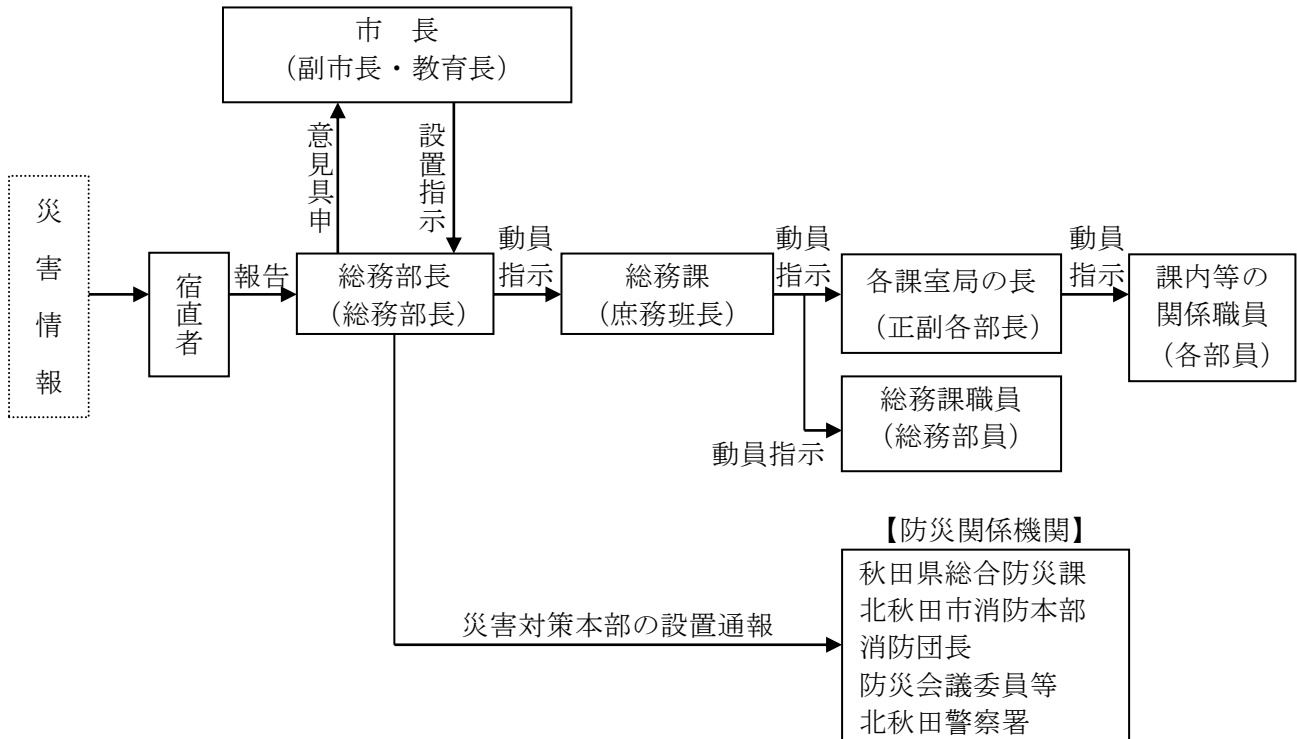 市　長
（副市長・教育長）
意見具申
設置指示
災害情報
宿直者
報告
総務部長
（総務部長）
動員
指示
総務課
（庶務班長）
動員
指示
各課室局の長
（正副各部長）
動員
指示
課内等の
関係職員
（各部員）
総務課職員
（総務部員）
動員指示
【防災関係機関】
災害対策本部の設置通報
秋田県総合防災課
北秋田市消防本部
消防団長
防災会議委員等
北秋田警察署